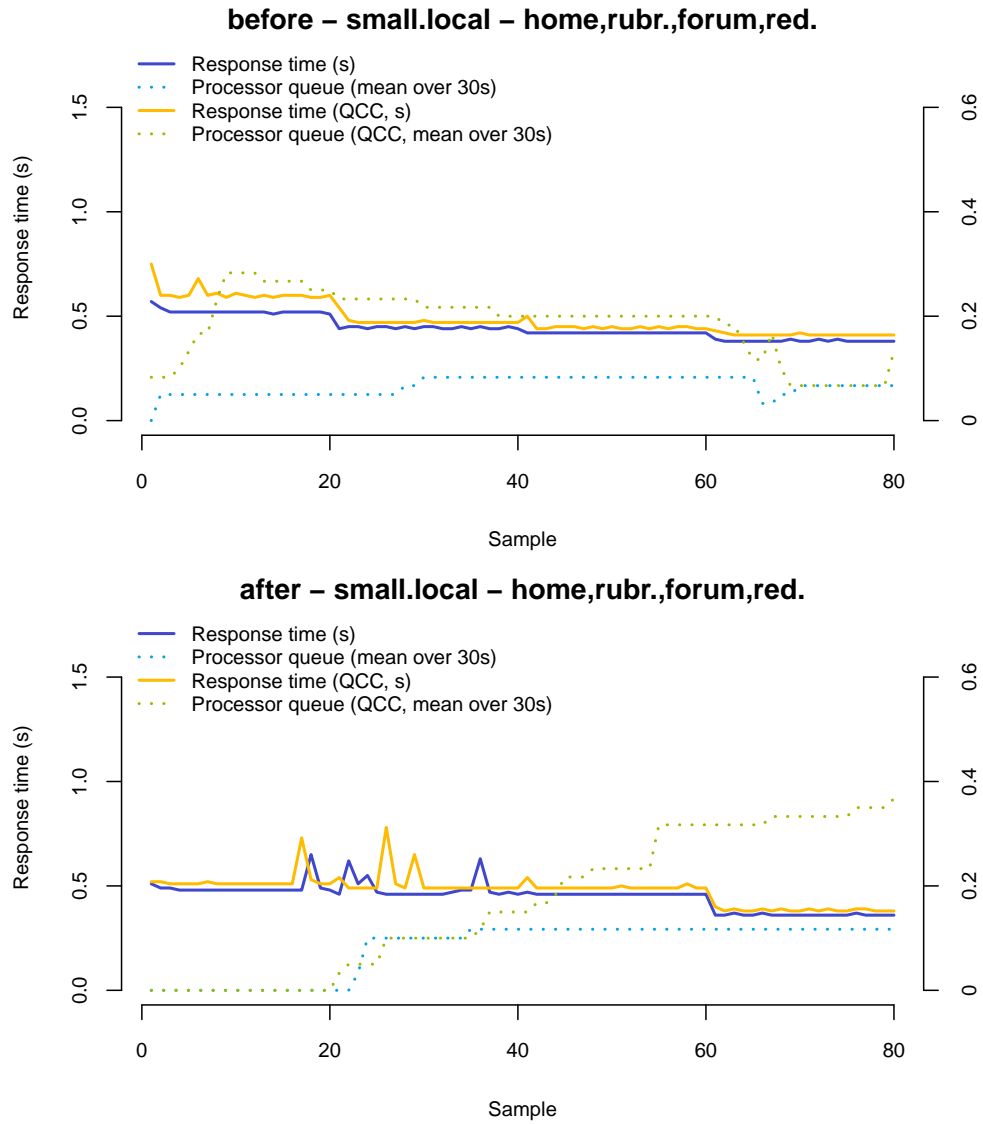 before – small.local – home,rubr.,forum,red.
Response time (s)
Processor queue (mean over 30s)
Response time (QCC, s)
Processor queue (QCC, mean over 30s)
Response time (s)
0.0 0.5 1.0 1.5
0 0.2 0.4 0.6
0 20 40 60 80
Sample
after – small.local – home,rubr.,forum,red.
Response time (s)
Processor queue (mean over 30s)
Response time (QCC, s)
Processor queue (QCC, mean over 30s)
Response time (s)
0.0 0.5 1.0 1.5
0 0.2 0.4 0.6
0 20 40 60 80
Sample